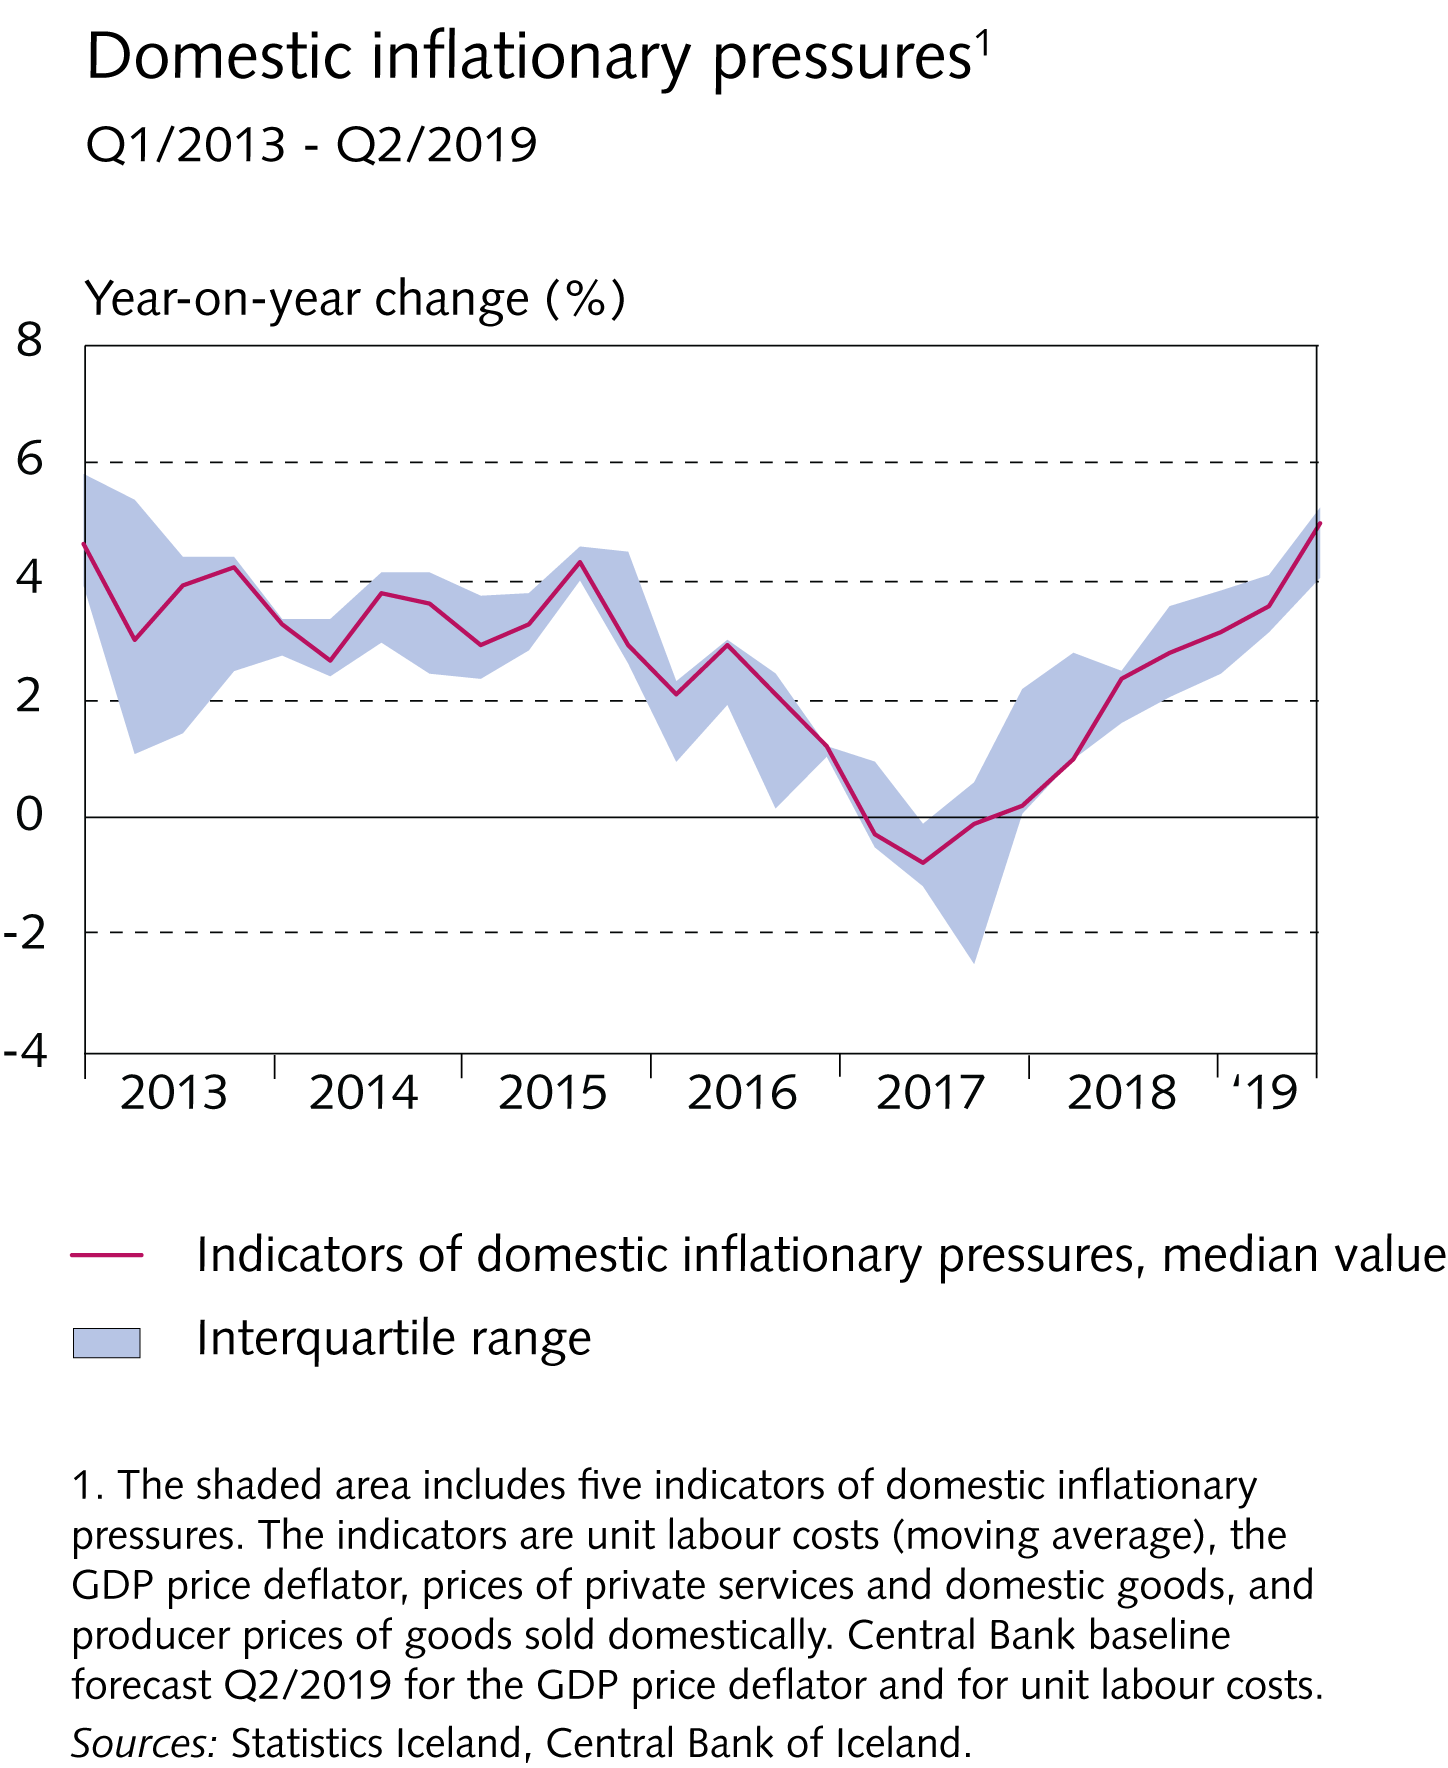 Domestic inflationary pressures¹
Q1/2013 - Q2/2019
Year-on-year change (%)
8
6
4
2
0
-2
-4
2013 2014 2015 2016 2017 2018 ‘19
Indicators of domestic inflationary pressures, median value
Interquartile range
1. The shaded area includes five indicators of domestic inflationary
pressures. The indicators are unit labour costs (moving average), the
GDP price deflator, prices of private services and domestic goods, and
producer prices of goods sold domestically. Central Bank baseline
forecast Q2/2019 for the GDP price deflator and for unit labour costs.
Sources: Statistics Iceland, Central Bank of Iceland.